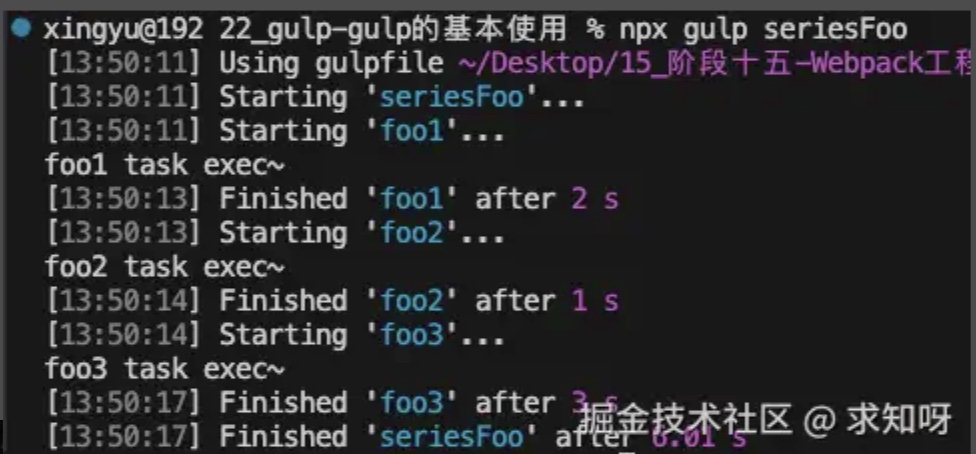 xingyu@192 22_gulp-gulp的基本使用 % npx gulp seriesFoo
[13:50:11] Using gulpfile ~/Desktop/15_阶段十五-Webpack工程
[13:50:11] Starting 'seriesFoo'...
[13:50:11] Starting 'foo1'...
foo1 task exec~
[13:50:13] Finished 'foo1' after 2 s
[13:50:13] Starting 'foo2'...
foo2 task exec~
[13:50:14] Finished 'foo2' after 1 s
[13:50:14] Starting 'foo3'...
foo3 task exec~
[13:50:17] Finished 'foo3' after 3 s
[13:50:17] Finished 'seriesFoo' after 6.01 s
掘金技术社区 @ 求知呀